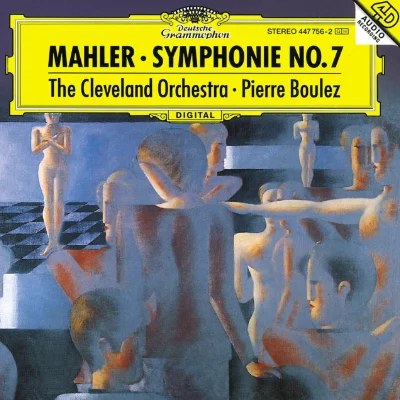 Deutsche
Grammophon
STEREO 447 756-2
4D
AUDIO
RECORDING
MAHLER · SYMPHONIE NO. 7
The Cleveland Orchestra · Pierre Boulez
DIGITAL